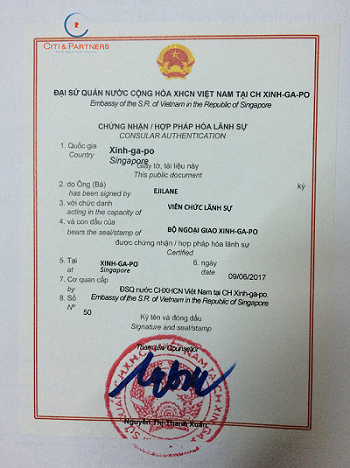 CITI & PARTNERS
ĐẠI SỨ QUÁN NƯỚC CỘNG HÒA XHCN VIỆT NAM TẠI CH XINH-GA-PO
Embassy of the S.R. of Vietnam in the Republic of Singapore
CHỨNG NHẬN / HỢP PHÁP HÓA LÃNH SỰ
CONSULAR AUTHENTICATION
1. Quốc gia Xinh-ga-po
Country Singapore
Giấy tờ, tài liệu này
This public document
2. do Ông (Bà) EJILANE ký
has been signed by
3. với chức danh VIÊN CHỨC LÃNH SỰ
acting in the capacity of
4. và con dấu của BỘ NGOẠI GIAO XINH-GA-PO
bears the seal/stamp of
được chứng nhận / hợp pháp hóa lãnh sự
Certified
5. Tại XINH-GA-PO 6. ngày
at Singapore date 09/06/2017
7. Cơ quan cấp ĐSQ nước CHXHCN Việt Nam tại CH Xinh-ga-po.
by Embassy of the S.R. of Vietnam in the Republic of Singapore
8. Số 50
Nº
Ký tên và đóng dấu
Signature and seal/stamp
Counselor
Nguyễn Thị Thanh Xuân